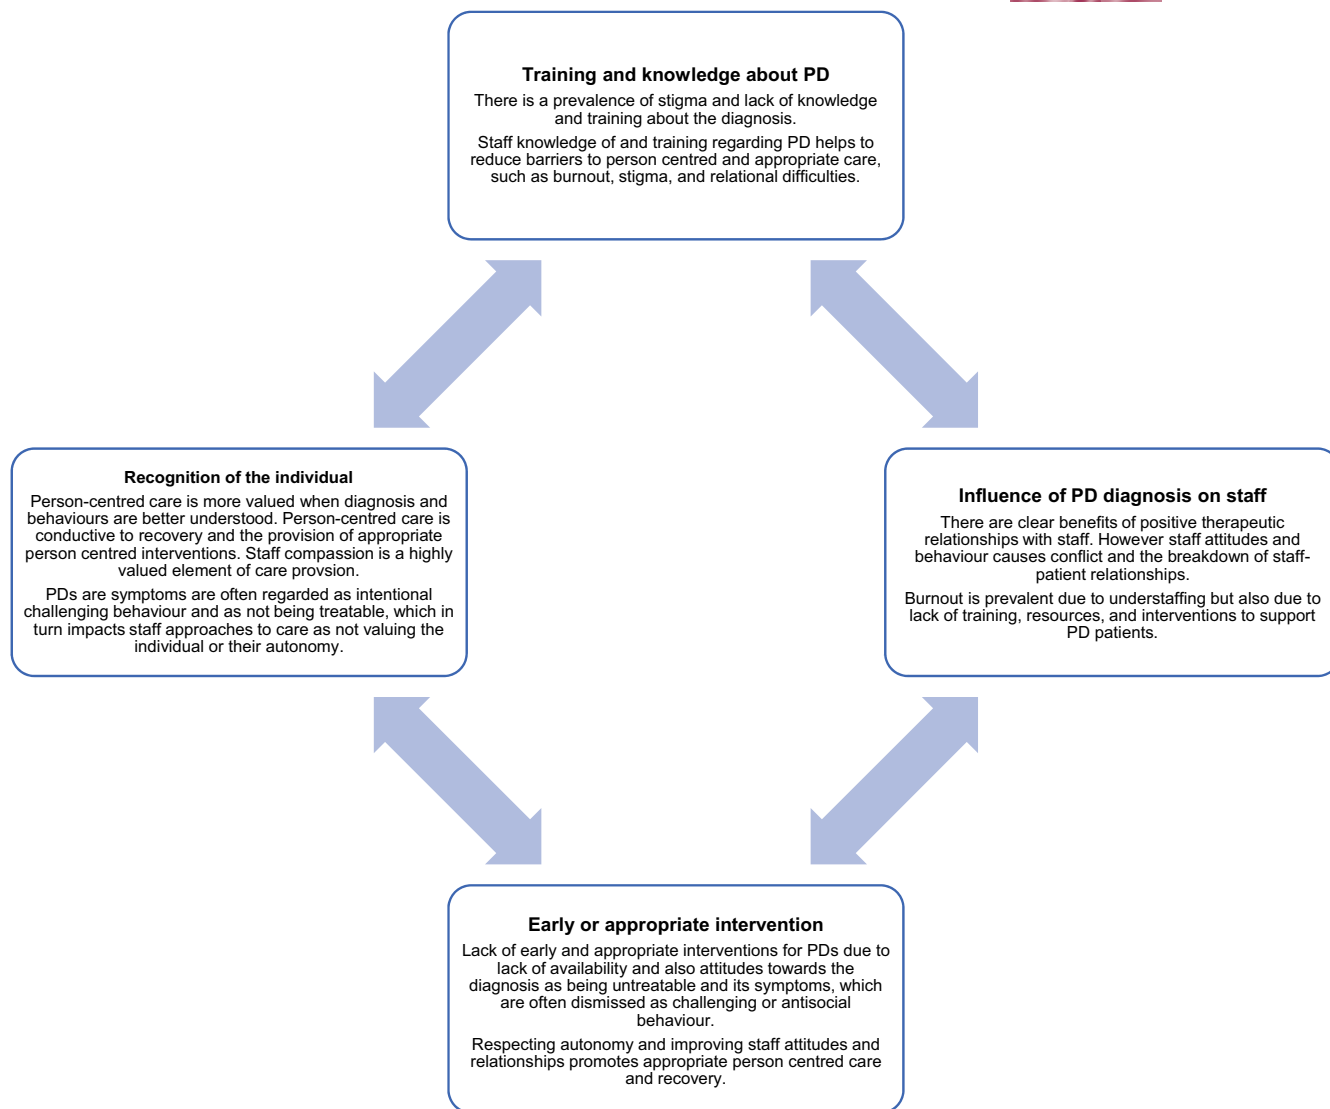 Training and knowledge about PD
There is a prevalence of stigma and lack of knowledge
and training about the diagnosis.
Staff knowledge of and training regarding PD helps to
reduce barriers to person centred and appropriate care,
such as burnout, stigma, and relational difficulties.
Recognition of the individual
Person-centred care is more valued when diagnosis and
behaviours are better understood. Person-centred care is
conductive to recovery and the provision of appropriate
person centred interventions. Staff compassion is a highly
valued element of care provsion.
PDs are symptoms are often regarded as intentional
challenging behaviour and as not being treatable, which in
turn impacts staff approaches to care as not valuing the
individual or their autonomy.
Influence of PD diagnosis on staff
There are clear benefits of positive therapeutic
relationships with staff. However staff attitudes and
behaviour causes conflict and the breakdown of staff-
patient relationships.
Burnout is prevalent due to understaffing but also due to
lack of training, resources, and interventions to support
PD patients.
Early or appropriate intervention
Lack of early and appropriate interventions for PDs due to
lack of availability and also attitudes towards the
diagnosis as being untreatable and its symptoms, which
are often dismissed as challenging or antisocial
behaviour.
Respecting autonomy and improving staff attitudes and
relationships promotes appropriate person centred care
and recovery.